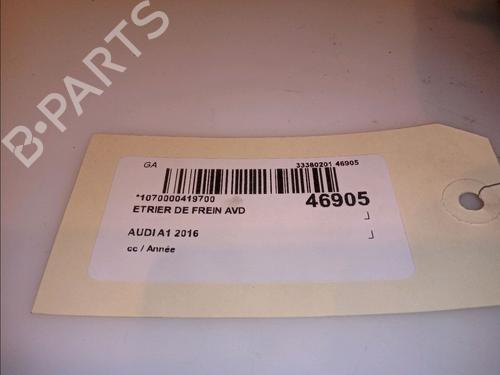 B-PARTS
GA
33380201 46905
*1070000419700
46905
ETRIER DE FREIN AVD
AUDI A1 2016
cc / Année